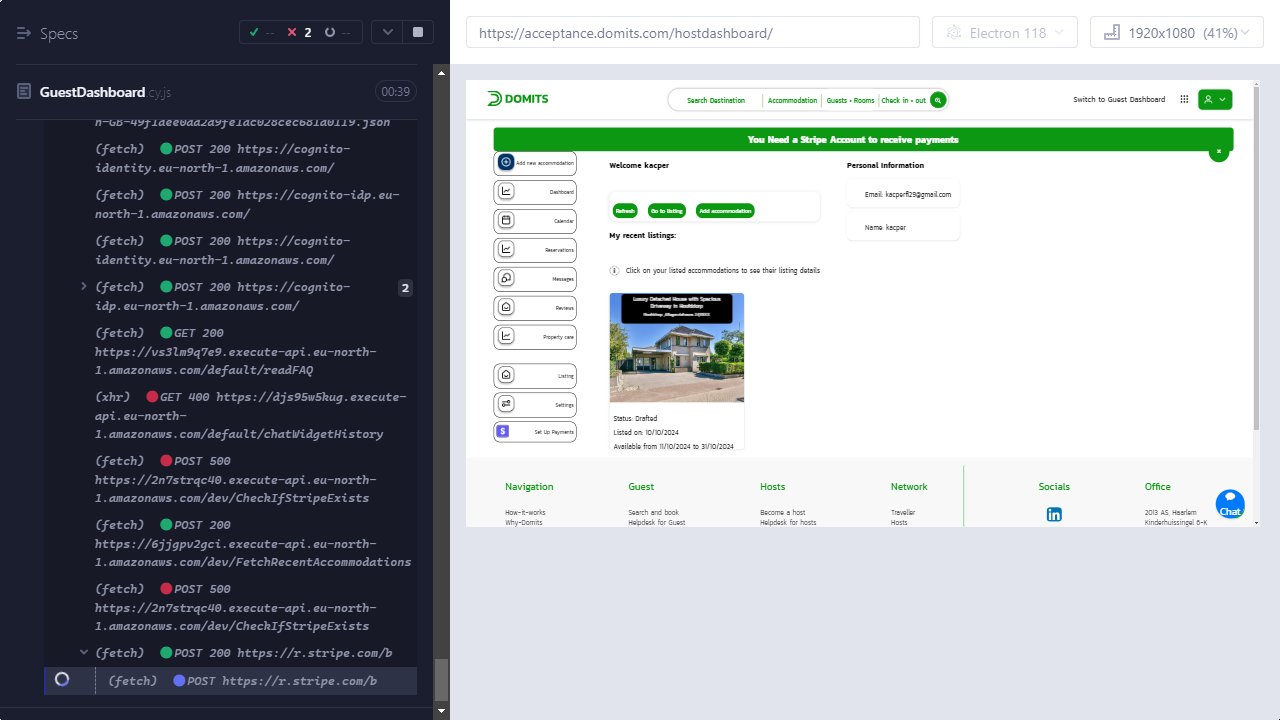 Specs
--
2
--
GuestDashboard.cy.js
00:39
(fetch) POST 200 https://cognito-
identity.eu-north-1.amazonaws.com/
(fetch) POST 200 https://cognito-idp.eu-
north-1.amazonaws.com/
(fetch) POST 200 https://cognito-
identity.eu-north-1.amazonaws.com/
(fetch) POST 200 https://cognito-
idp.eu-north-1.amazonaws.com/
2
(fetch) GET 200
https://vs3lm9q7e9.execute-api.eu-north-
1.amazonaws.com/default/readFAQ
(xhr) GET 400 https://djs95w5kug.execute-
api.eu-north-
1.amazonaws.com/default/chatWidgetHistory
(fetch) POST 500
https://2n7strqc40.execute-api.eu-north-
1.amazonaws.com/dev/CheckIfStripeExists
(fetch) POST 200
https://6jjgpv2gci.execute-api.eu-north-
1.amazonaws.com/dev/FetchRecentAccommodations
(fetch) POST 500
https://2n7strqc40.execute-api.eu-north-
1.amazonaws.com/dev/CheckIfStripeExists
(fetch) POST 200 https://r.stripe.com/b
(fetch) POST https://r.stripe.com/b
https://acceptance.domits.com/hostdashboard/
Electron 118
1920x1080 (41%)
DOMITS
Search Destination
Accommodation
Guests • Rooms
Check in • out
Switch to Guest Dashboard
You Need a Stripe Account to receive payments
Add new accommodation
Dashboard
Calendar
Reservations
Messages
Reviews
Property care
Listing
Settings
S Set Up Payments
Welcome kacper
Refresh
Go to listing
Add accommodation
My recent listings:
Click on your listed accommodations to see their listing details
Luxury Detached House with Spacious
Driveway in Hoofddorp
Status: Drafted
Listed on: 10/10/2024
Available from 11/10/2024 to 31/10/2024
Personal Information
Email: kacperfl29@gmail.com
Name: kacper
Navigation
How-it-works
Why-Domits
Guest
Search and book
Helpdesk for Guest
Hosts
Become a host
Helpdesk for hosts
Network
Traveller
Hosts
Socials
in
Office
2013 AS, Haarlem
Kinderhuissingel 6-K
Chat